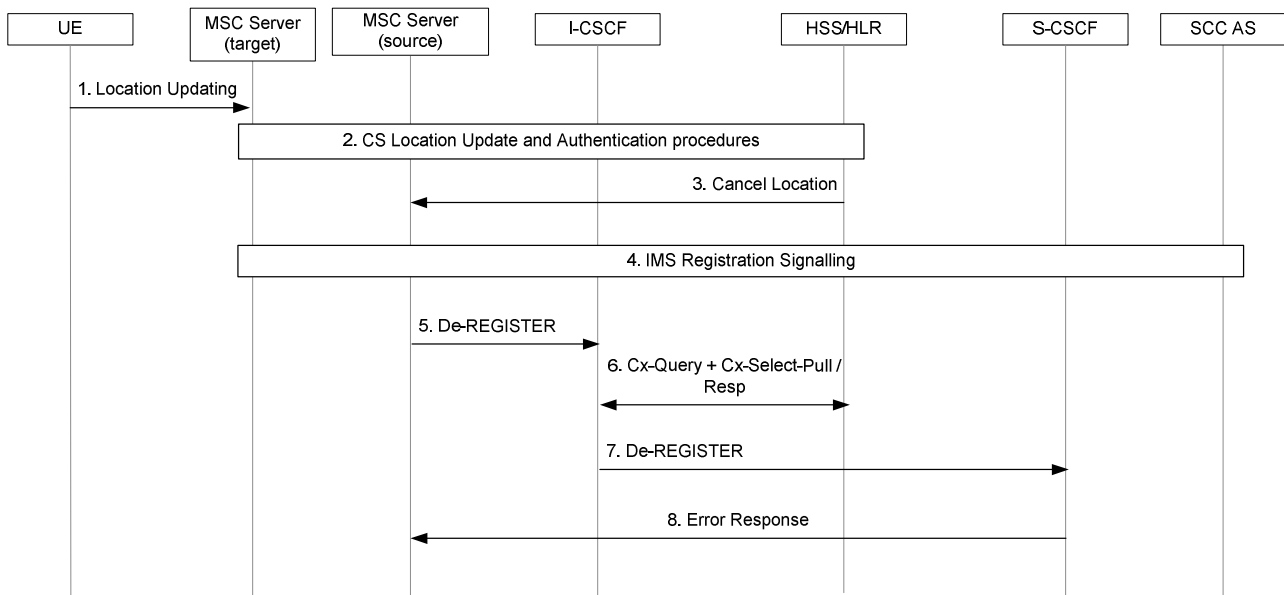 UE
MSC Server
(target)
MSC Server
(source)
I-CSCF
HSS/HLR
S-CSCF
SCC AS
1. Location Updating
2. CS Location Update and Authentication procedures
3. Cancel Location
4. IMS Registration Signalling
5. De-REGISTER
6. Cx-Query + Cx-Select-Pull /
Resp
7. De-REGISTER
8. Error Response